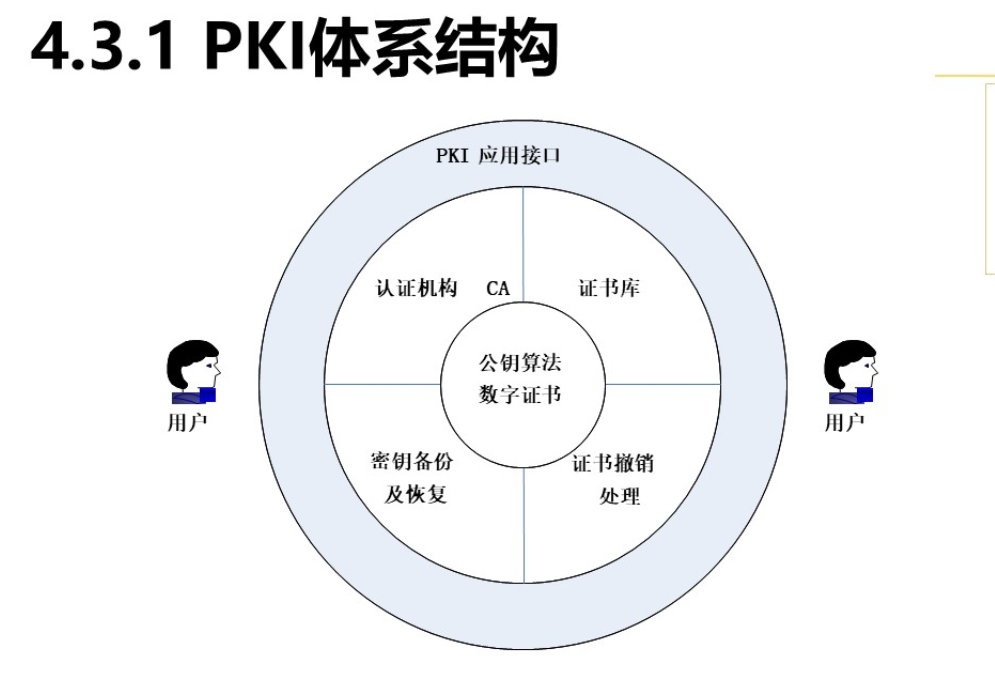 4.3.1 PKI体系结构
PKI 应用接口
认证机构 CA
证书库
公钥算法
数字证书
用户
用户
密钥备份
及恢复
证书撤销
处理